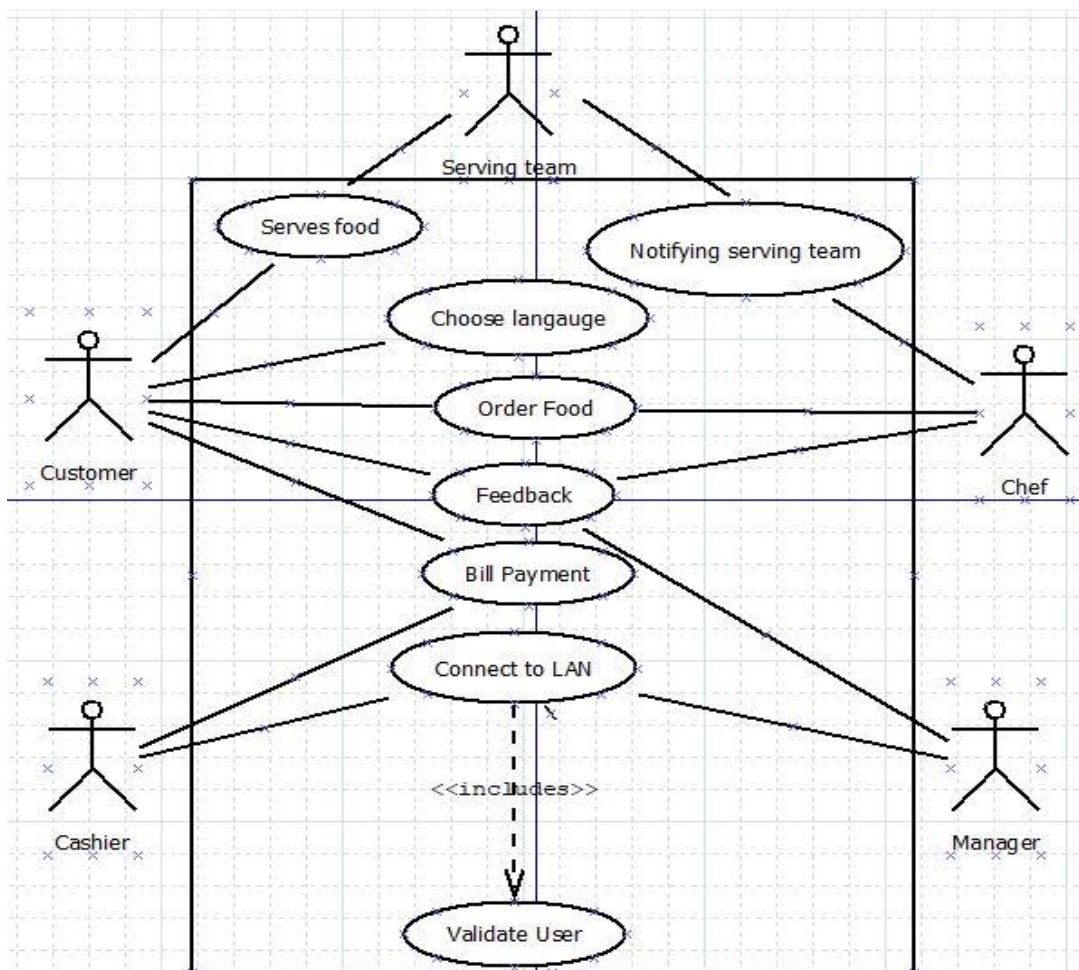 Serving team
Serves food
Notifying serving team
Choose langauge
Order Food
Customer
Feedback
Chef
Bill Payment
Connect to LAN
<<includes>>
Cashier
Manager
Validate User